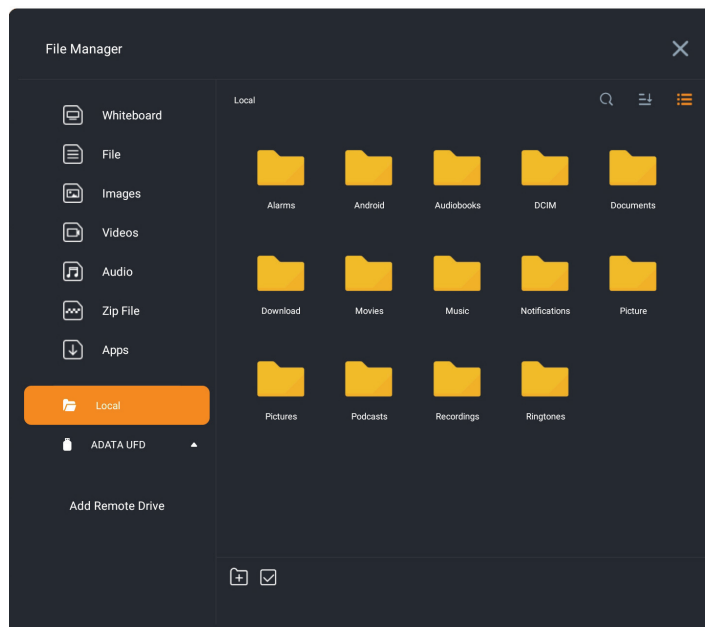 File Manager
Whiteboard
File
Images
Videos
Audio
Zip File
Apps
Local
ADATA UFD
Add Remote Drive
Local
Alarms
Android
Audiobooks
DCIM
Documents
Download
Movies
Music
Notifications
Picture
Pictures
Podcasts
Recordings
Ringtones